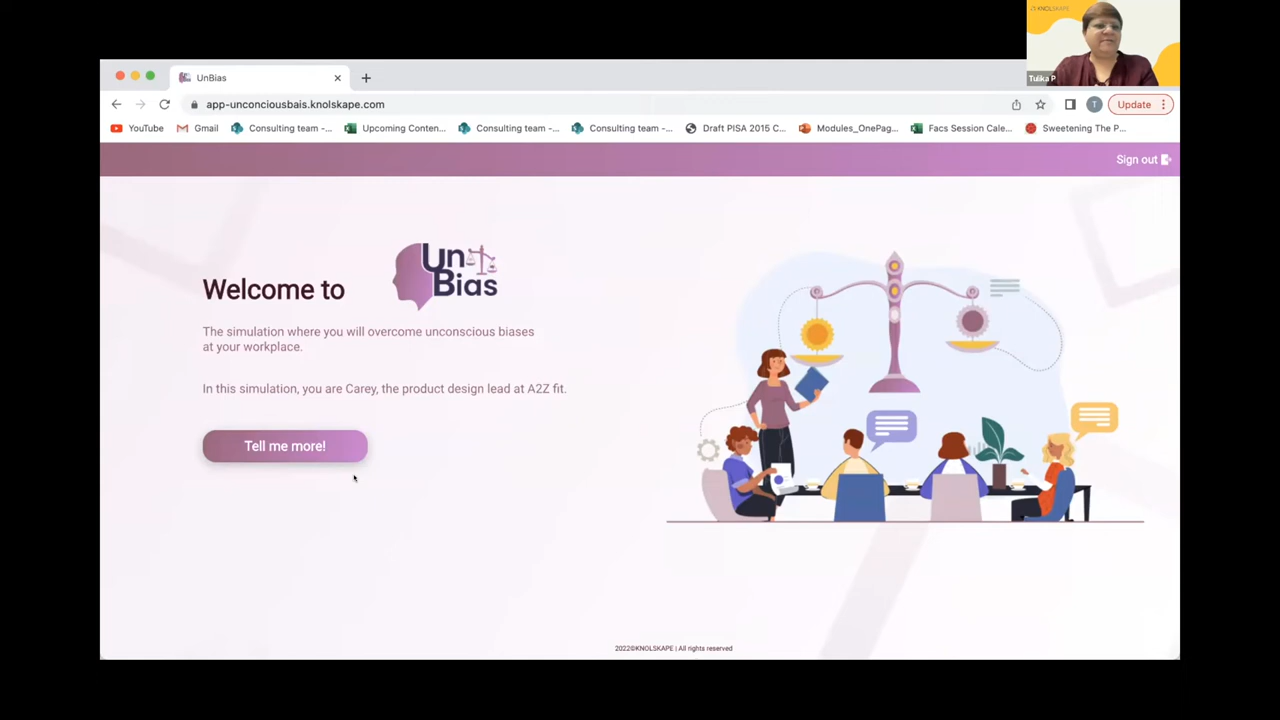 KNOLSKAPE
Tulika P
UnBias
app-unconciousbais.knolskape.com
Update
YouTube
Gmail
Consulting team -...
Upcoming Conten...
Consulting team -...
Consulting team -...
Draft PISA 2015 C...
Modules_OnePag...
Facs Session Cale...
Sweetening The P...
Sign out
Welcome to
Un
Bias
The simulation where you will overcome unconscious biases
at your workplace.
In this simulation, you are Carey, the product design lead at A2Z fit.
Tell me more!
2022©KNOLSKAPE | All rights reserved